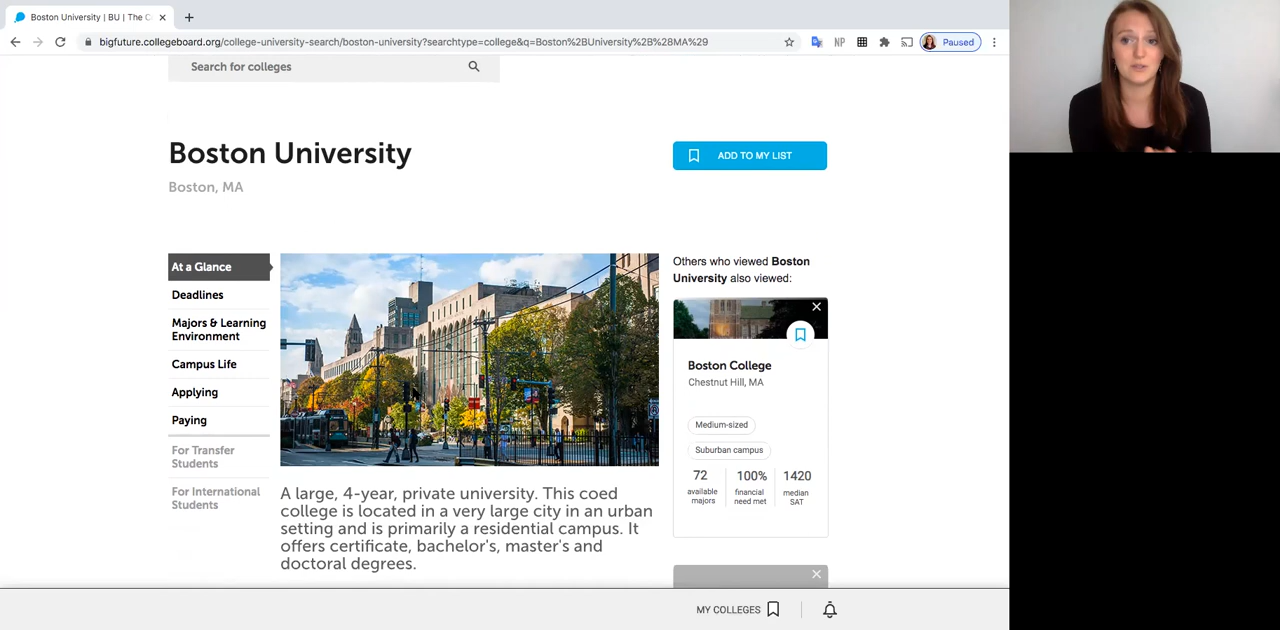 Boston University | BU | The C
bigfuture.collegeboard.org/college-university-search/boston-university?searchtype=college&q=Boston%2BUniversity%2B%28MA%29
NP
Paused
Search for colleges
Boston University
ADD TO MY LIST
Boston, MA
At a Glance
Deadlines
Majors & Learning
Environment
Campus Life
Applying
Paying
For Transfer
Students
For International
Students
A large, 4-year, private university. This coed
college is located in a very large city in an urban
setting and is primarily a residential campus. It
offers certificate, bachelor's, master's and
doctoral degrees.
Others who viewed Boston
University also viewed:
Boston College
Chestnut Hill, MA
Medium-sized
Suburban campus
72
available
majors
100%
financial
need met
1420
median
SAT
MY COLLEGES